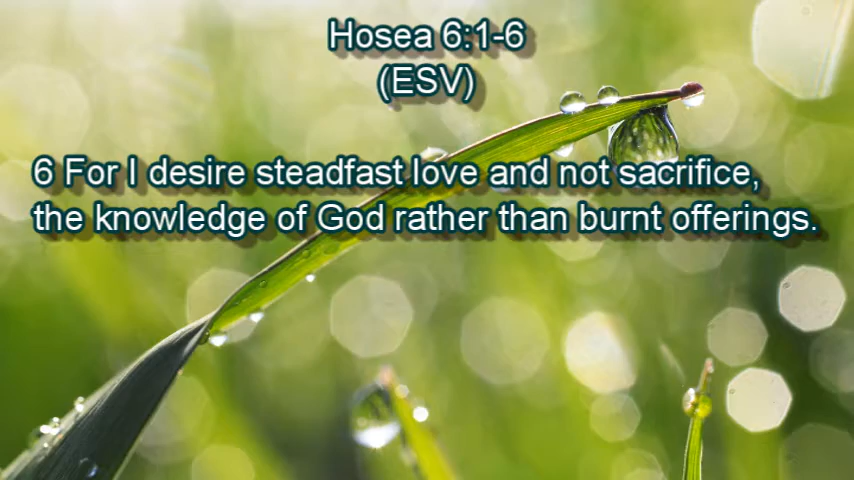 Hosea 6:1-6
(ESV)
6 For I desire steadfast love and not sacrifice,
the knowledge of God rather than burnt offerings.